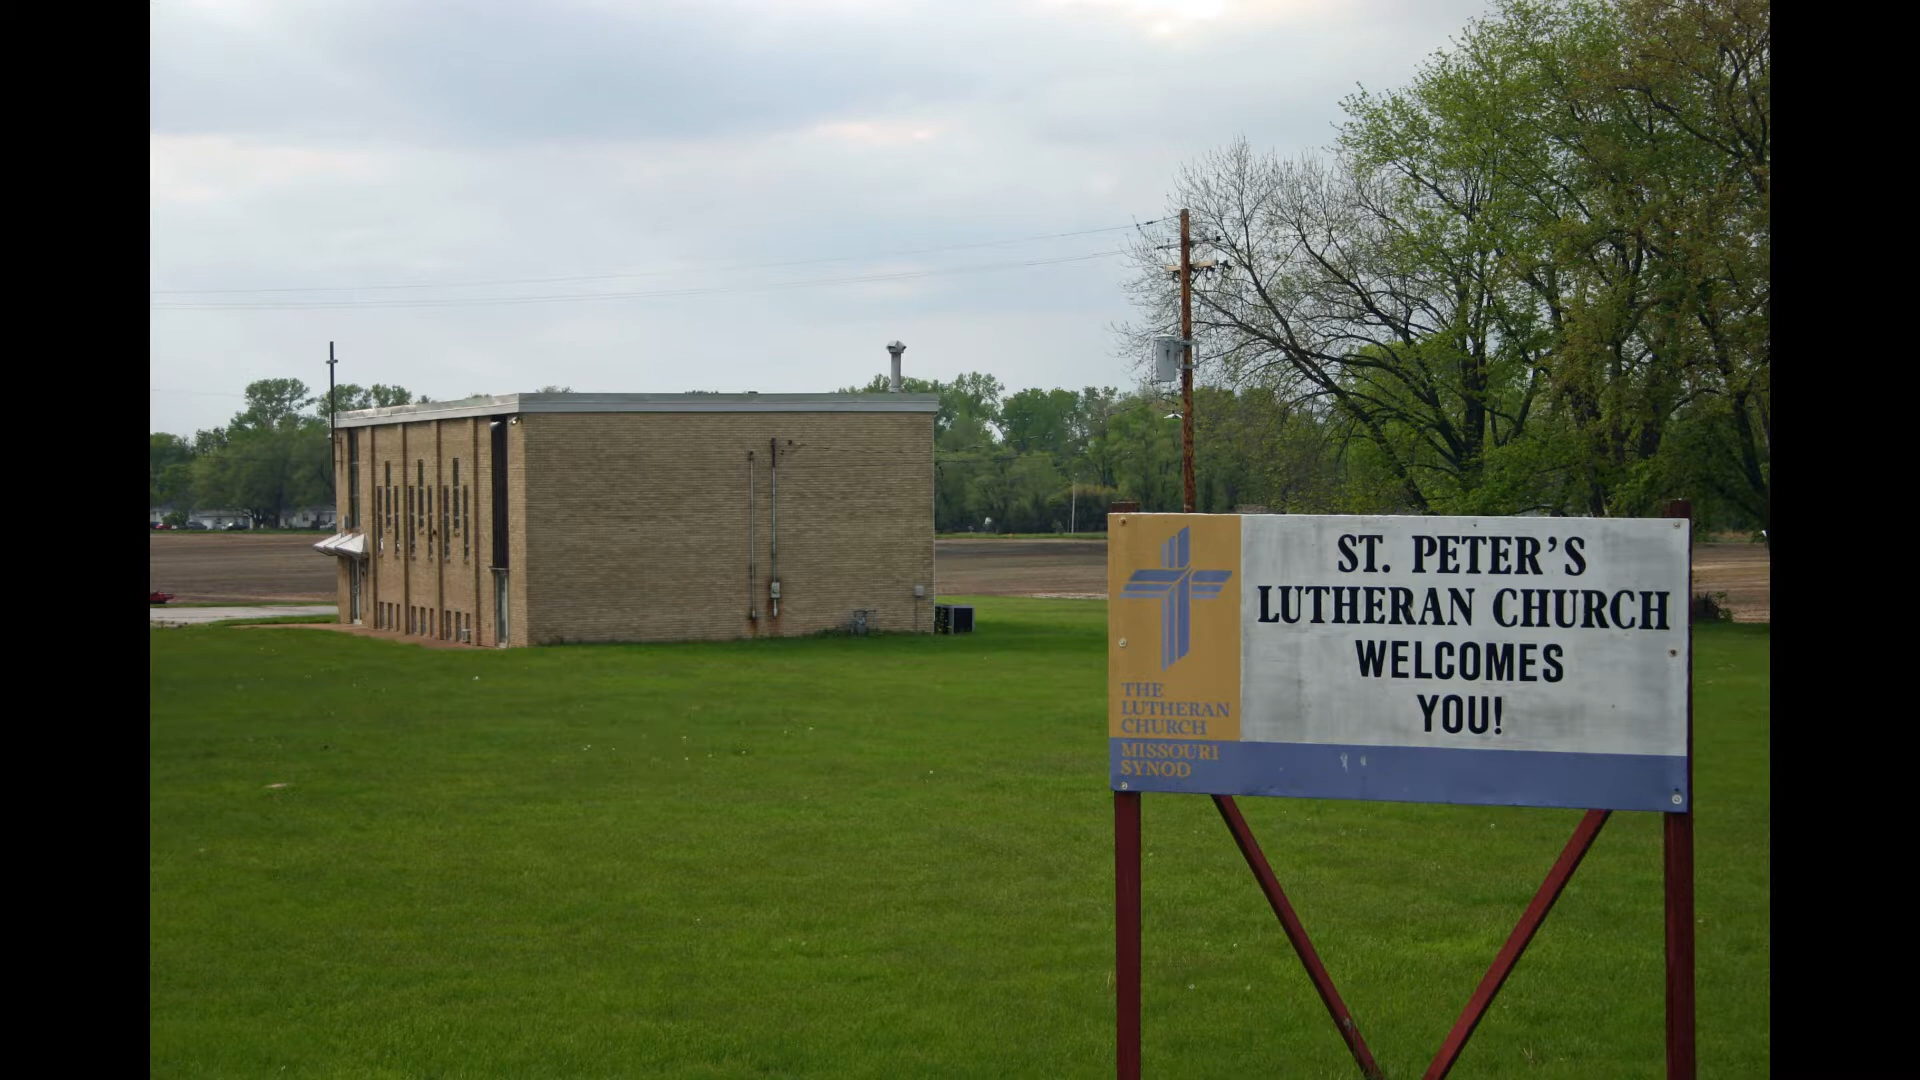 ST. PETER'S
LUTHERAN CHURCH
WELCOMES
YOU!
THE
LUTHERAN
CHURCH
MISSOURI
SYNOD